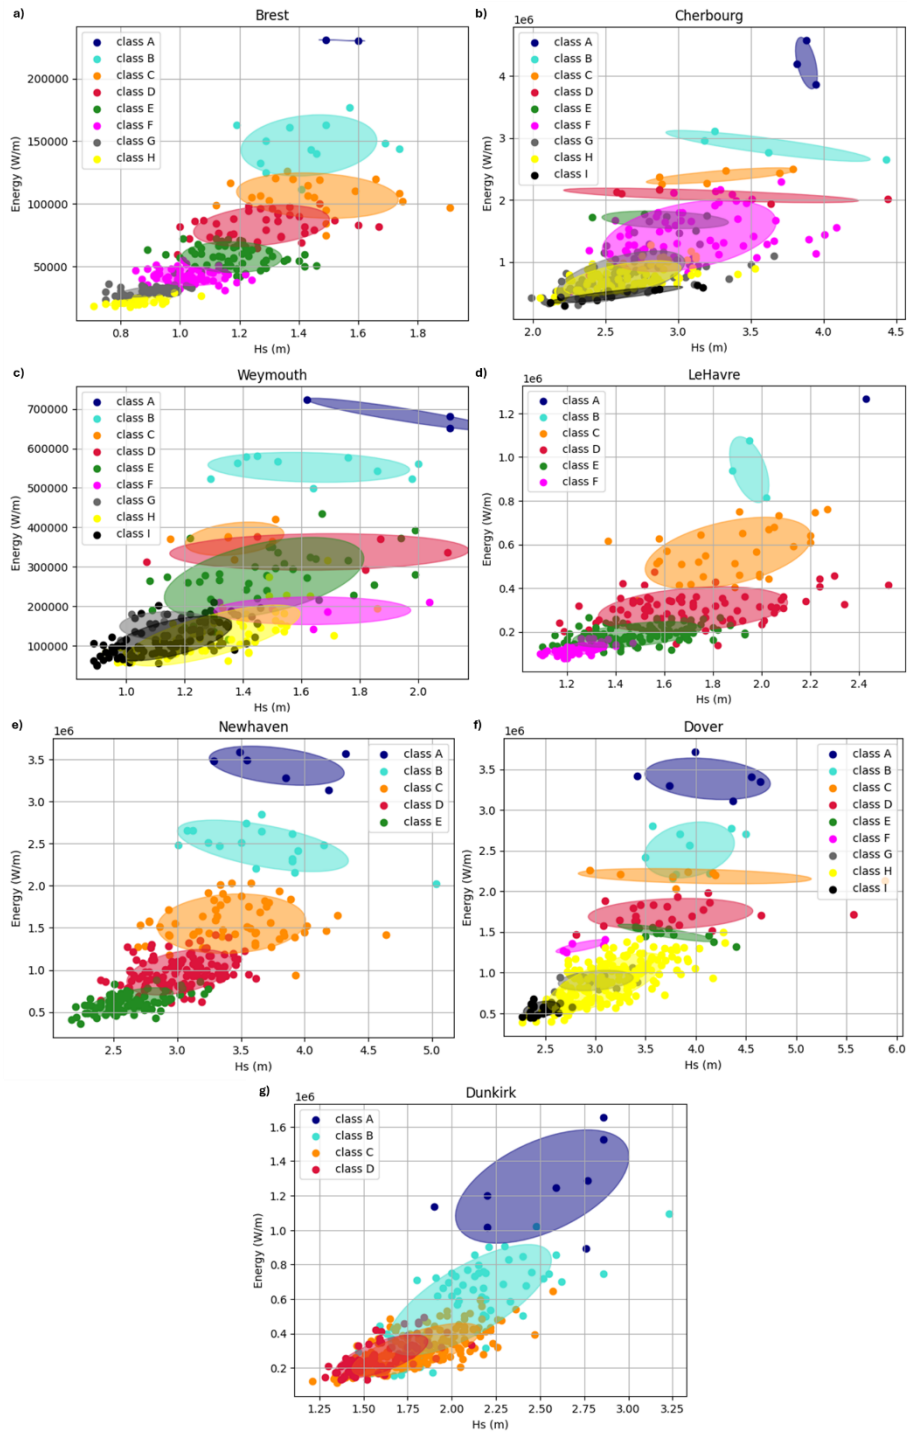 a)
Brest
class A
class B
class C
class D
class E
class F
class G
class H
200000
150000
100000
50000
Energy (W/m)
0.8 1.0 1.2 1.4 1.6 1.8
Hs (m)
b)
Cherbourg
1e6
class A
class B
class C
class D
class E
class F
class G
class H
class I
4
3
2
1
Energy (W/m)
2.0 2.5 3.0 3.5 4.0 4.5
Hs (m)
c)
Weymouth
class A
class B
class C
class D
class E
class F
class G
class H
class I
700000
600000
500000
400000
300000
200000
100000
Energy (W/m)
1.0 1.2 1.4 1.6 1.8 2.0
Hs (m)
d)
LeHavre
1e6
class A
class B
class C
class D
class E
class F
1.2
1.0
0.8
0.6
0.4
0.2
Energy (W/m)
1.2 1.4 1.6 1.8 2.0 2.2 2.4
Hs (m)
e)
Newhaven
1e6
class A
class B
class C
class D
class E
3.5
3.0
2.5
2.0
1.5
1.0
0.5
Energy (W/m)
2.5 3.0 3.5 4.0 4.5 5.0
Hs (m)
f)
Dover
1e6
class A
class B
class C
class D
class E
class F
class G
class H
class I
3.5
3.0
2.5
2.0
1.5
1.0
0.5
Energy (W/m)
2.5 3.0 3.5 4.0 4.5 5.0 5.5 6.0
Hs (m)
g)
Dunkirk
1e6
class A
class B
class C
class D
1.6
1.4
1.2
1.0
0.8
0.6
0.4
0.2
Energy (W/m)
1.25 1.50 1.75 2.00 2.25 2.50 2.75 3.00 3.25
Hs (m)